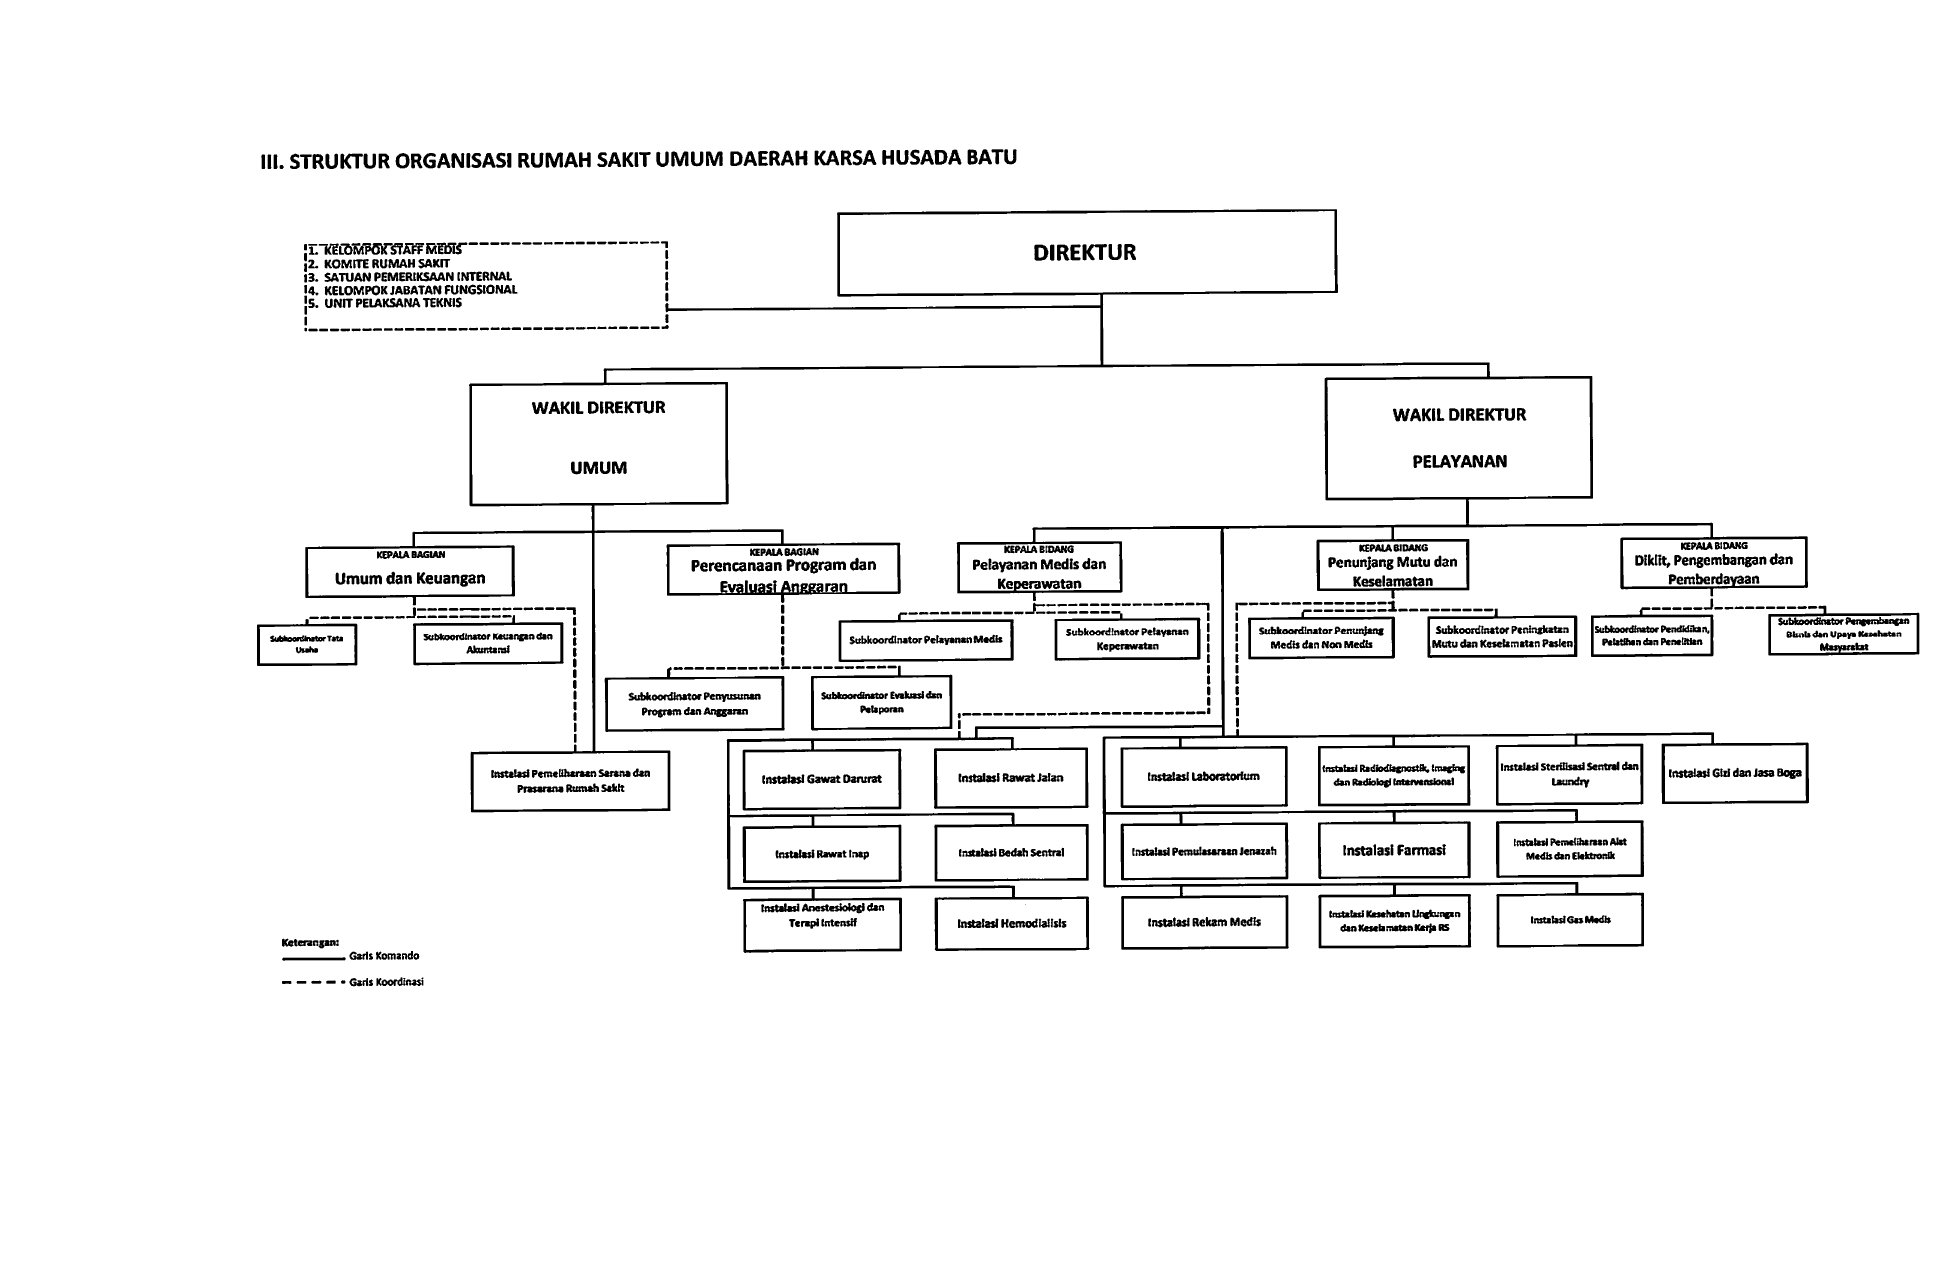 III. STRUKTUR ORGANISASI RUMAH SAKIT UMUM DAERAH KARSA HUSADA BATU
DIREKTUR
1. KELOMPOK STAFF MEDIS
2. KOMITE RUMAH SAKIT
3. SATUAN PEMERIKSAAN INTERNAL
4. KELOMPOK JABATAN FUNGSIONAL
5. UNIT PELAKSANA TEKNIS
WAKIL DIREKTUR
UMUM
WAKIL DIREKTUR
PELAYANAN
KEPALA BAGIAN
Umum dan Keuangan
KEPALA BAGIAN
Perencanaan Program dan
Evaluasi Anggaran
KEPALA BIDANG
Pelayanan Medis dan
Keperawatan
KEPALA BIDANG
Penunjang Mutu dan
Keselamatan
KEPALA BIDANG
Diklit, Pengembangan dan
Pemberdayaan
Subkoordinator Tata
Usaha
Subkoordinator Keuangan dan
Akuntansi
Subkoordinator Pelayanan Medis
Subkoordinator Pelayanan
Keperawatan
Subkoordinator Penunjang
Medis dan Non Medis
Subkoordinator Peningkatan
Mutu dan Keselamatan Pasien
Subkoordinator Pendidikan,
Pelatihan dan Penelitian
Subkoordinator Pengembangan
Bisnis dan Upaya Kesehatan
Masyarakat
Subkoordinator Penyusunan
Program dan Anggaran
Subkoordinator Evaluasi dan
Pelaporan
Instalasi Pemeliharaan Sarana dan
Prasarana Rumah Sakit
Instalasi Gawat Darurat
Instalasi Rawat Jalan
Instalasi Laboratorium
Instalasi Radiodiagnostik, Imaging
dan Radiologi Intervensional
Instalasi Sterilisasi Sentral dan
Laundry
Instalasi Gizi dan Jasa Boga
Instalasi Rawat Inap
Instalasi Bedah Sentral
Instalasi Pemulasaraan Jenazah
Instalasi Farmasi
Instalasi Pemeliharaan Alat
Medis dan Elektronik
Instalasi Anestesiologi dan
Terapi Intensif
Instalasi Hemodialisis
Instalasi Rekam Medis
Instalasi Kesehatan Lingkungan
dan Keselamatan Kerja RS
Instalasi Gas Medis
Keterangan:
Garis Komando
Garis Koordinasi